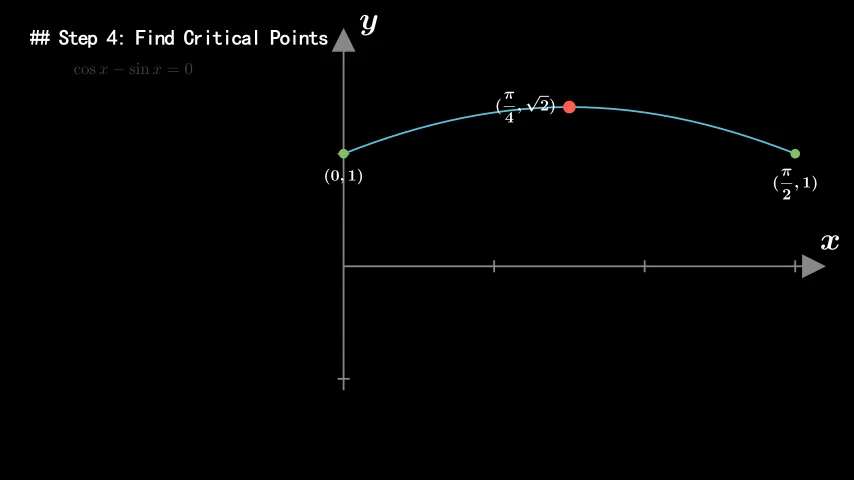 ## Step 4: Find Critical Points
cos x − sin x = 0
y
(π/4, √2)
(0, 1)
(π/2, 1)
x